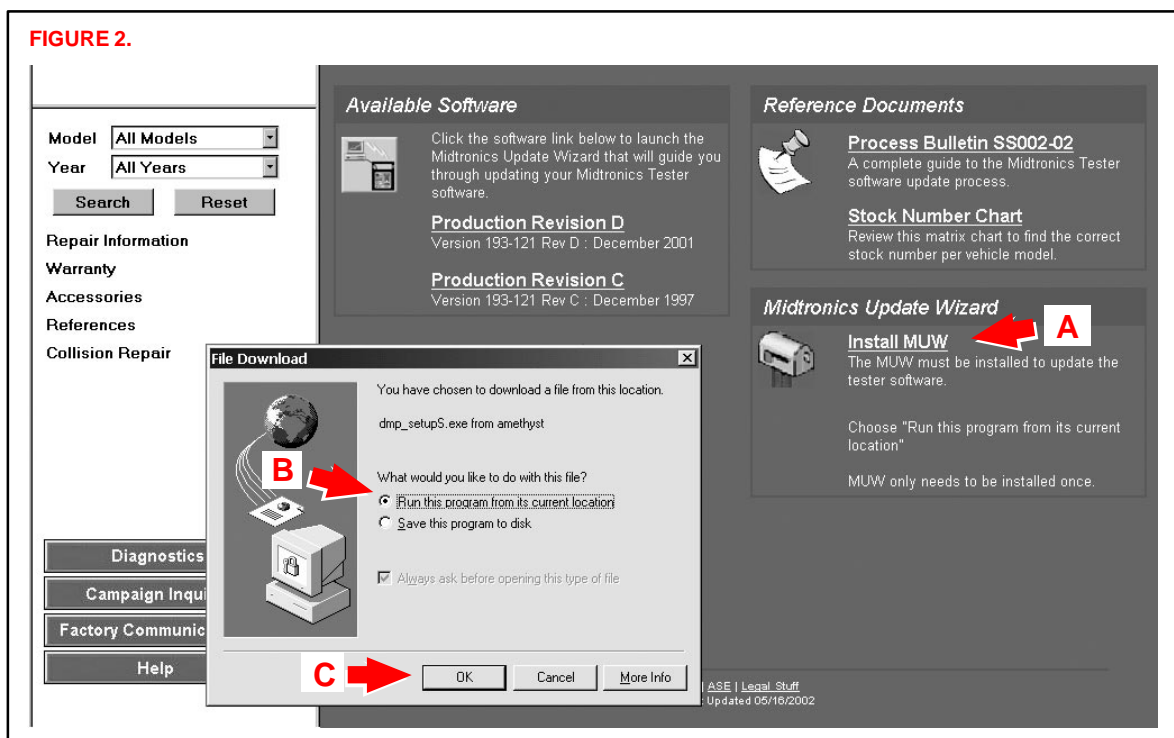 FIGURE 2.
Model All Models
Year All Years
Search Reset
Repair Information
Warranty
Accessories
References
Collision Repair
Diagnostics
Campaign Inqui
Factory Communic
Help
Available Software
Click the software link below to launch the
Midtronics Update Wizard that will guide you
through updating your Midtronics Tester
software.
Production Revision D
Version 193-121 Rev D : December 2001
Production Revision C
Version 193-121 Rev C : December 1997
Reference Documents
Process Bulletin SS002-02
A complete guide to the Midtronics Tester
software update process.
Stock Number Chart
Review this matrix chart to find the correct
stock number per vehicle model.
Midtronics Update Wizard
A
Install MUW
The MUW must be installed to update the
tester software.
Choose "Run this program from its current
location"
MUW only needs to be installed once.
File Download
You have chosen to download a file from this location.
dmp_setupS.exe from amethyst
What would you like to do with this file?
B
Run this program from its current location
Save this program to disk
Always ask before opening this type of file
C
OK Cancel More Info
| ASE | Legal Stuff
Updated 05/16/2002